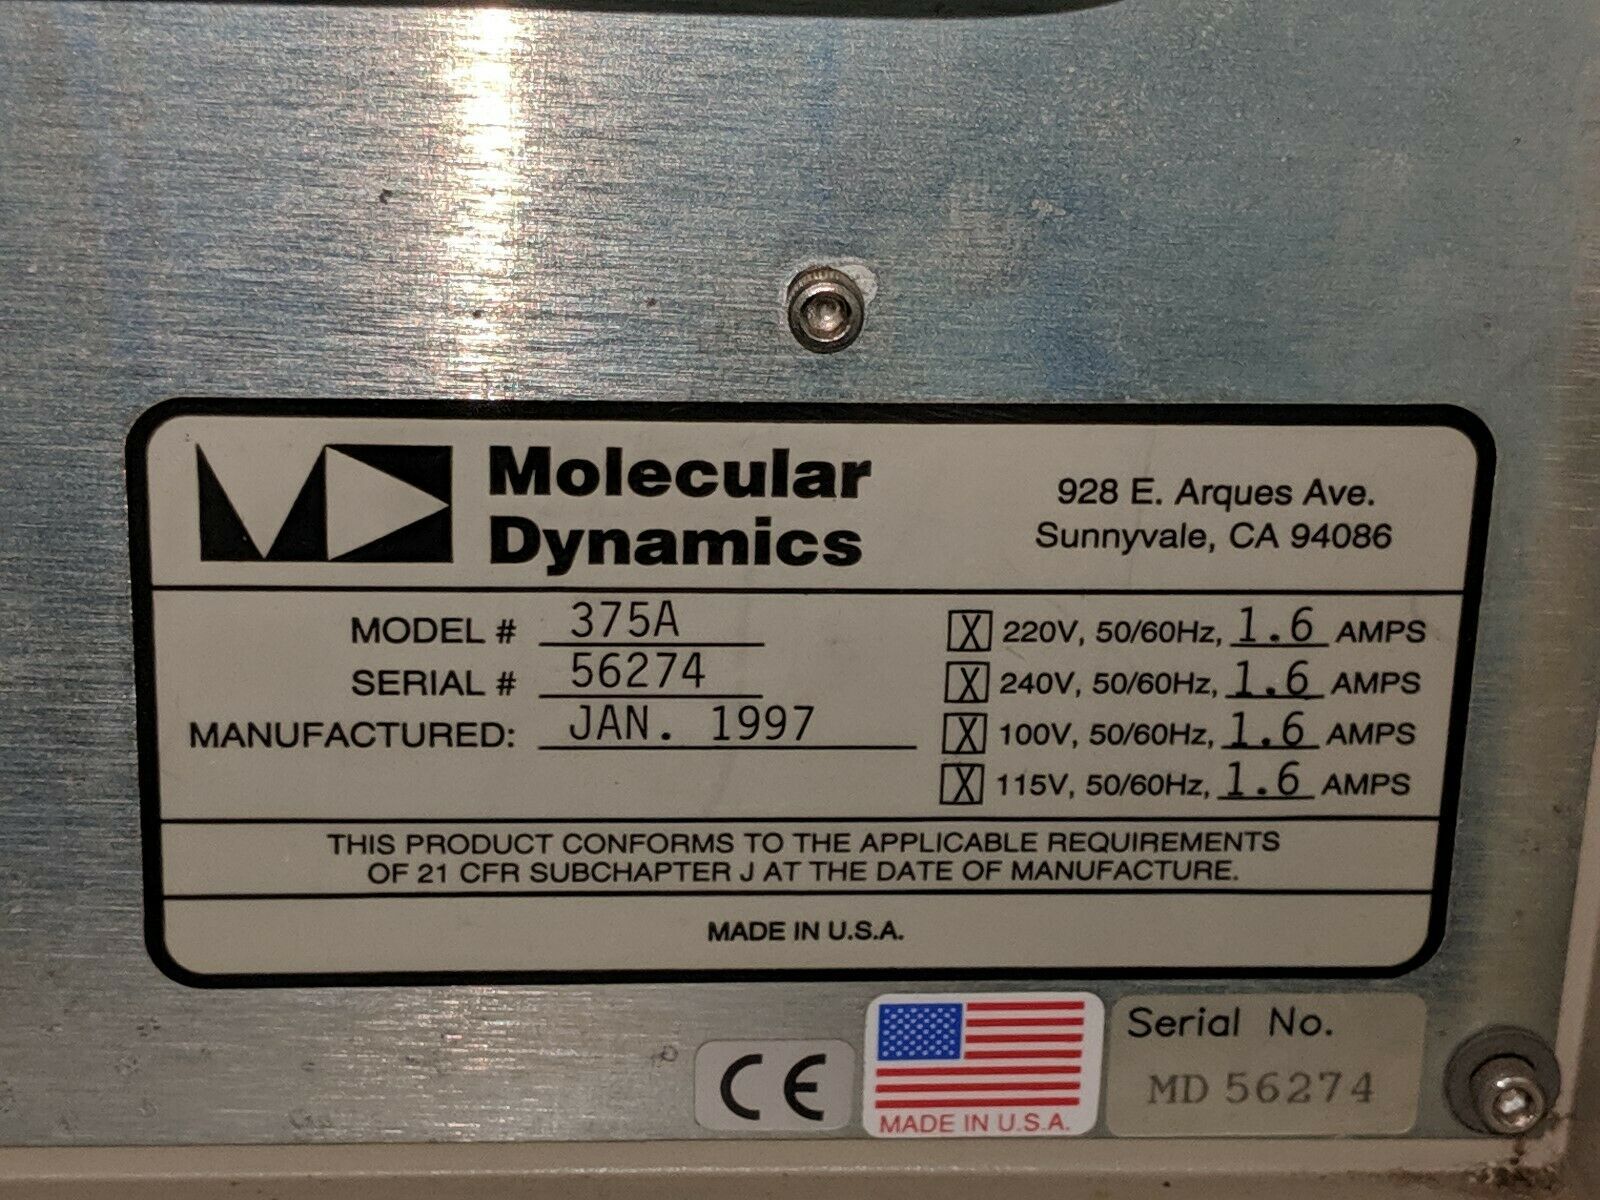 Molecular
Dynamics
928 E. Arques Ave.
Sunnyvale, CA 94086
MODEL # 375A
SERIAL # 56274
MANUFACTURED: JAN. 1997
X 220V, 50/60Hz, 1.6 AMPS
X 240V, 50/60Hz, 1.6 AMPS
X 100V, 50/60Hz, 1.6 AMPS
X 115V, 50/60Hz, 1.6 AMPS
THIS PRODUCT CONFORMS TO THE APPLICABLE REQUIREMENTS
OF 21 CFR SUBCHAPTER J AT THE DATE OF MANUFACTURE.
MADE IN U.S.A.
CE
MADE IN U.S.A.
Serial No.
MD 56274